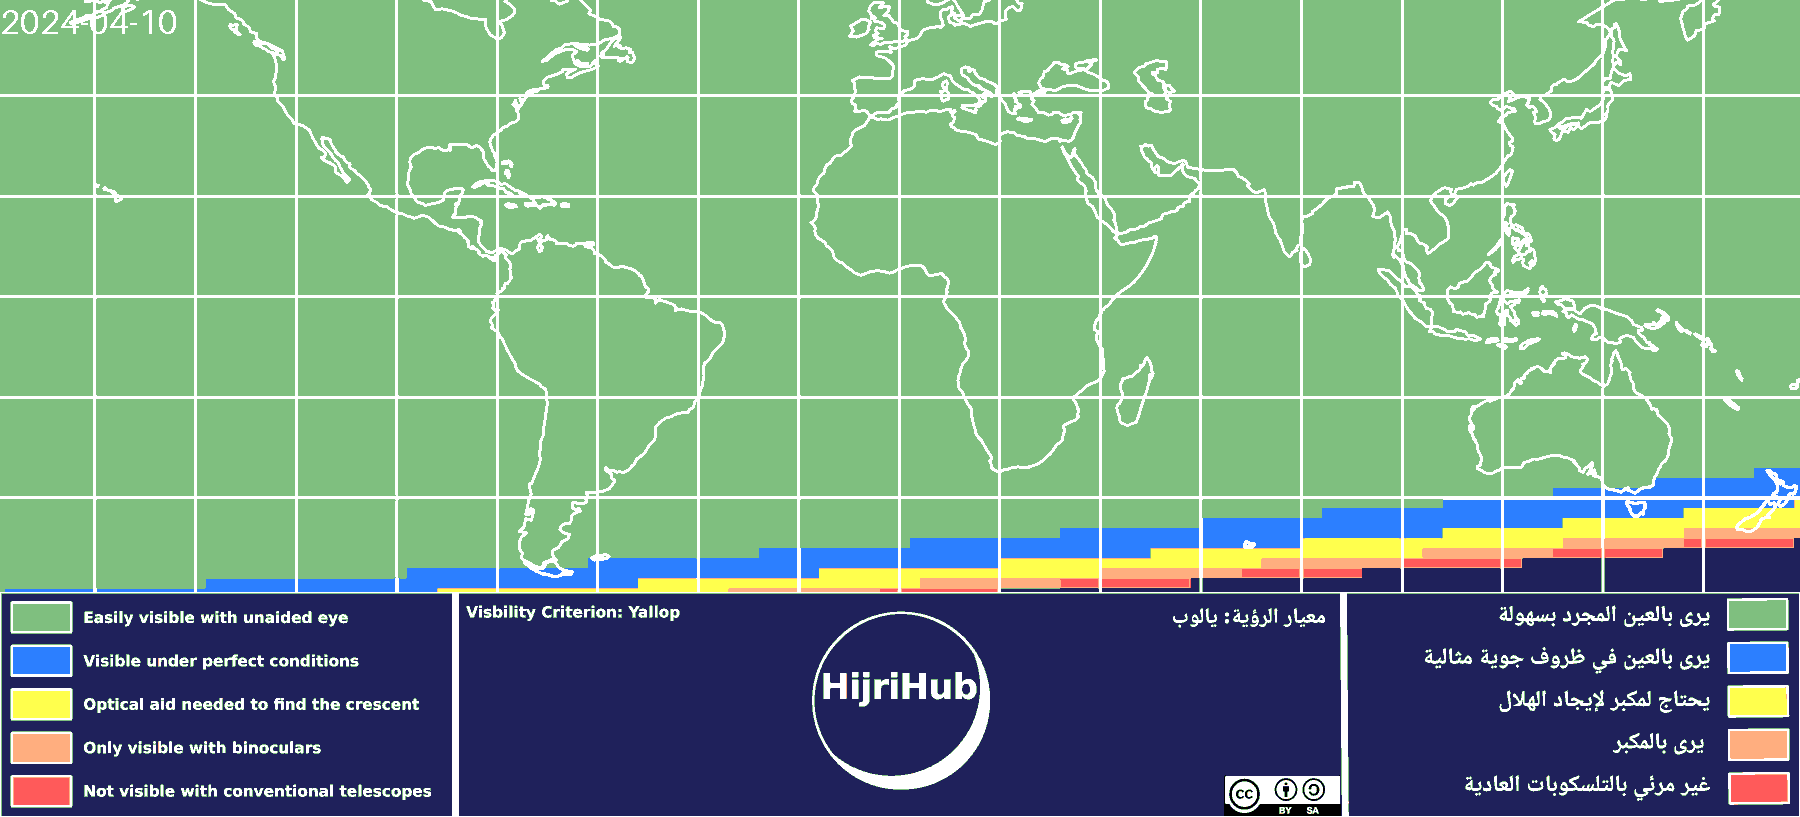 2024-04-10
Easily visible with unaided eye
Visible under perfect conditions
Optical aid needed to find the crescent
Only visible with binoculars
Not visible with conventional telescopes
Visbility Criterion: Yallop
معيار الرؤية: يالوب
HijriHub
cc
BY SA
يرى بالعين المجرد بسهولة
يرى بالعين في ظروف جوية مثالية
يحتاج لمكبر لإيجاد الهلال
يرى بالمكبر
غير مرئي بالتلسكوبات العادية